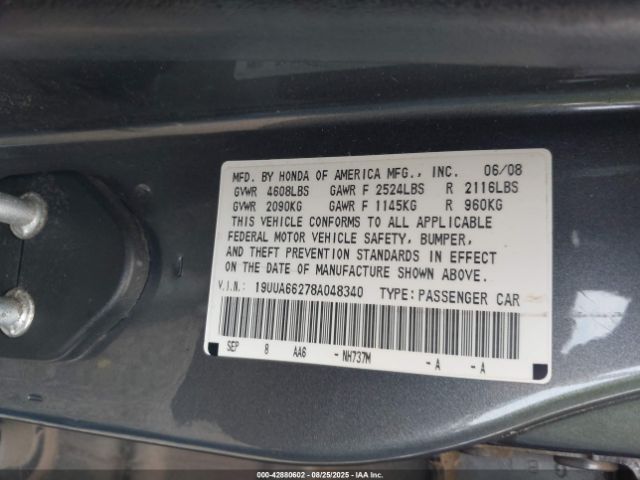 MFD. BY HONDA OF AMERICA MFG., INC. 06/08
GVWR 4608LBS GAWR F 2524LBS R 2116LBS
GVWR 2090KG GAWR F 1145KG R 960KG
THIS VEHICLE CONFORMS TO ALL APPLICABLE
FEDERAL MOTOR VEHICLE SAFETY, BUMPER,
AND THEFT PREVENTION STANDARDS IN EFFECT
ON THE DATE OF MANUFACTURE SHOWN ABOVE.
V.I.N.: 19UUA66278A048340 TYPE: PASSENGER CAR
SEP 8 AA6 - NH737M - A - A
000-42880602 - 08/25/2025 - COPYRIGHT IAA, LLC.